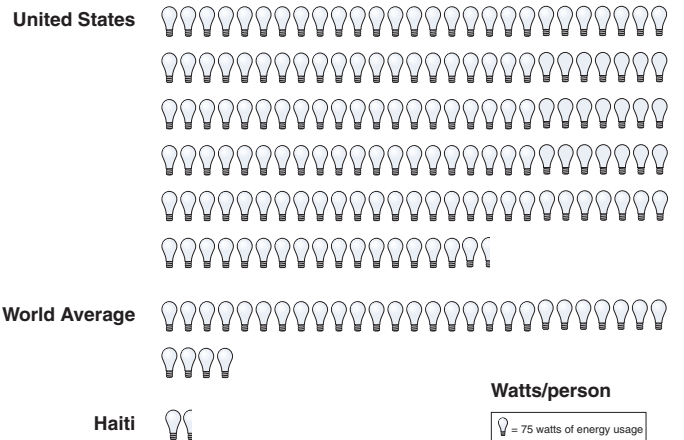 United States
World Average
Watts/person
Haiti
= 75 watts of energy usage